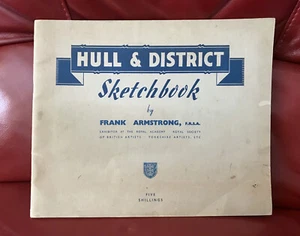 HULL & DISTRICT
Sketchbook
by
FRANK ARMSTRONG, F.R.S.A.
EXHIBITOR AT THE ROYAL ACADEMY ROYAL SOCIETY
OF BRITISH ARTISTS YORKSHIRE ARTISTS, ETC
FIVE
SHILLINGS